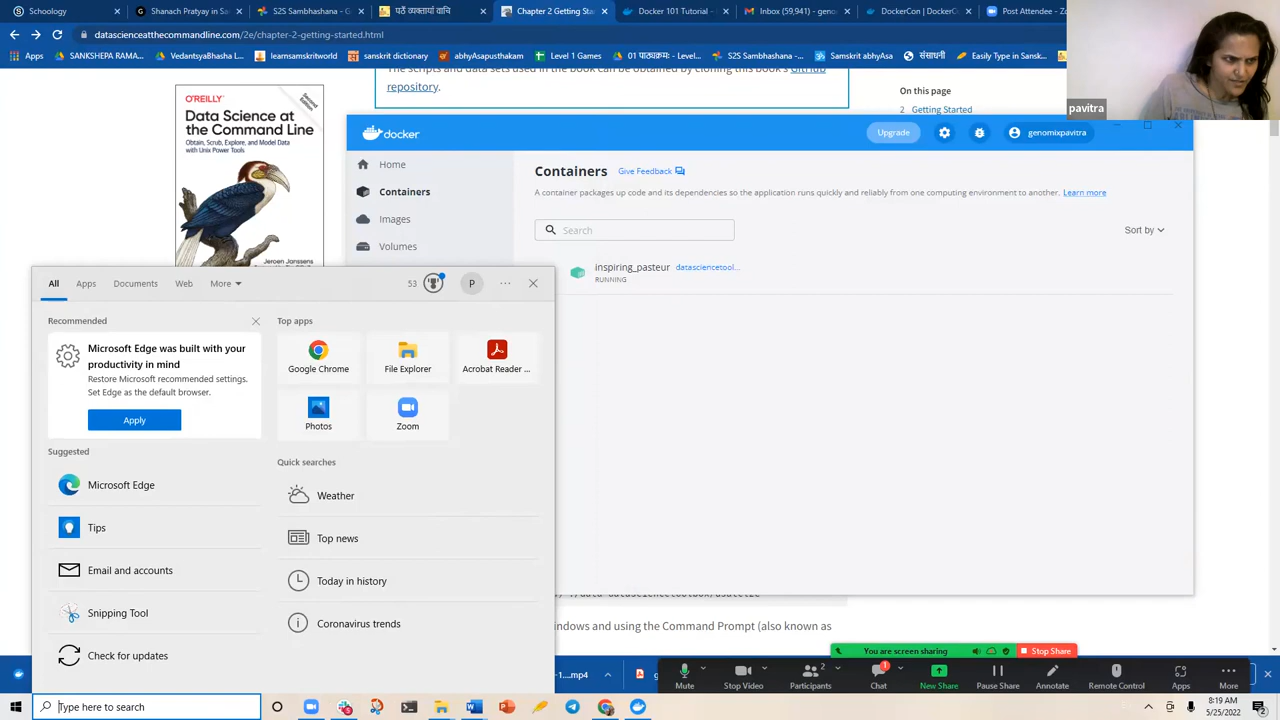 Schoology
Shanach Pratyay in Sans
S2S Sambhashana - G
पठेँ व्यक्तायां वाचि
Chapter 2 Getting Sta
Docker 101 Tutorial -
M Inbox (59,941) - geno
DockerCon | DockerC
Post Attendee - Zo
datascienceatthecommandline.com/2e/chapter-2-getting-started.html
Apps
SANKSHEPA RAMA...
VedantsyaBhasha L...
learnsamskritworld
sanskrit dictionary
abhyAsapusthakam
Level 1 Games
S2S Sambhashana -...
Samskrit abhyAsa
संसाधनी
Easily Type in Sansk...
The scripts and data sets used in the book can be obtained by cloning this book's GitHub
repository.
On this page
2 Getting Started
pavitra
O'REILLY
Second Edition
Data Science at
the Command Line
Obtain, Scrub, Explore, and Model Data
with Unix Power Tools
Jeroen Janssens
docker
Upgrade
genomixpavitra
Home
Containers
Images
Volumes
Containers
Give Feedback
A container packages up code and its dependencies so the application runs quickly and reliably from one computing environment to another. Learn more
Search
Sort by
inspiring_pasteur
datasciencetool...
RUNNING
All
Apps
Documents
Web
More
53
P
Recommended
Microsoft Edge was built with your
productivity in mind
Restore Microsoft recommended settings.
Set Edge as the default browser.
Apply
Suggested
Microsoft Edge
Tips
Email and accounts
Snipping Tool
Check for updates
Top apps
Google Chrome
File Explorer
Acrobat Reader ...
Photos
Zoom
Quick searches
Weather
Top news
Today in history
Coronavirus trends
indows and using the Command Prompt (also known as
You are screen sharing
Stop Share
1....mp4
Mute
Stop Video
2
Participants
1
Chat
New Share
Pause Share
Annotate
Remote Control
Apps
More
Type here to search
8:19 AM
5/25/2022
2